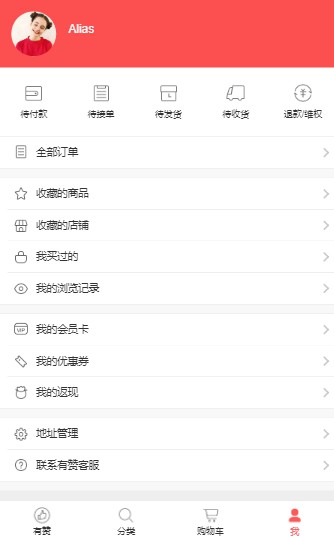 Alias
待付款 待接单 待发货 待收货 退款/维权
全部订单
收藏的商品
收藏的店铺
我买过的
我的浏览记录
VIP 我的会员卡
我的优惠券
我的返现
地址管理
联系有赞客服
有赞 分类 购物车 我